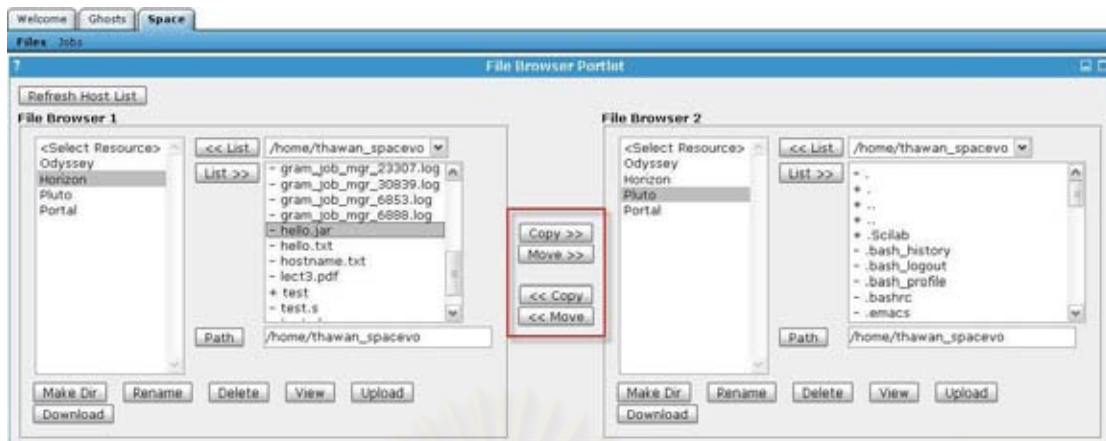 Welcome Ghosts Space
Files Jobs
? File Browser Portlet
Refresh Host List
File Browser 1
<Select Resource>
Odyssey
Horizon
Pluto
Portal
<< List
/home/thawan_spacevo
List >>
- gram_job_mgr_23307.log
- gram_job_mgr_30839.log
- gram_job_mgr_6853.log
- gram_job_mgr_6888.log
- hello.jar
- hello.txt
- hostname.txt
- lect3.pdf
+ test
- test.s
Path
/home/thawan_spacevo
Make Dir Rename Delete View Upload
Download
Copy >>
Move >>
<< Copy
<< Move
File Browser 2
<Select Resource>
Odyssey
Horizon
Pluto
Portal
<< List
/home/thawan_spacevo
List >>
- .
+ .
+ ..
+ ..
+ .Scilab
- .bash_history
- .bash_logout
- .bash_profile
- .bashrc
- .emacs
Path
/home/thawan_spacevo
Make Dir Rename Delete View Upload
Download